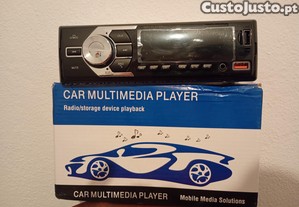 CustoJusto.pt
CAR MULTIMEDIA PLAYER
Radio/storage device playback
CAR MULTIMEDIA PLAYER
Mobile Media Solutions